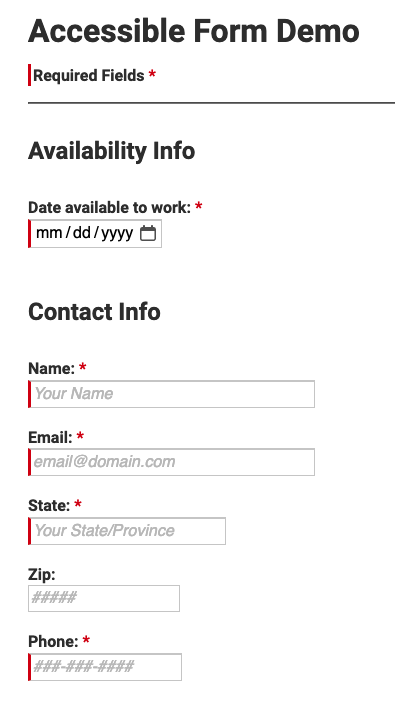 Accessible Form Demo
Required Fields *
Availability Info
Date available to work: *
mm/dd/yyyy
Contact Info
Name: *
Your Name
Email: *
email@domain.com
State: *
Your State/Province
Zip:
#####
Phone: *
###-###-####